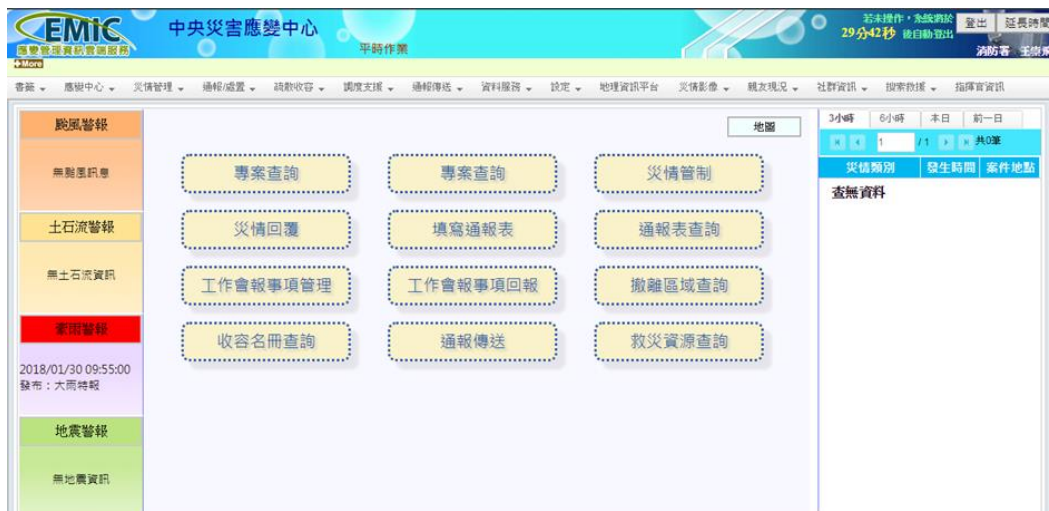 EMIC
應變管理資訊雲端服務
中央災害應變中心
平時作業
若未操作，系統將於
29分42秒 後自動登出
登出
延長時間
消防署
+More
書籤
應變中心
災情管理
通報/處置
疏散收容
調度支援
通報傳送
資料服務
設定
地理資訊平台
災情影像
親友現況
社群資訊
搜索救援
指揮官資訊
颱風警報
無颱風訊息
土石流警報
無土石流資訊
豪雨警報
2018/01/30 09:55:00
發布：大雨特報
地震警報
無地震資訊
地圖
專案查詢
專案查詢
災情管制
災情回覆
填寫通報表
通報表查詢
工作會報事項管理
工作會報事項回報
撤離區域查詢
收容名冊查詢
通報傳送
救災資源查詢
3小時
6小時
本日
前一日
1 / 1 共0筆
災情類別
發生時間
案件地點
查無資料